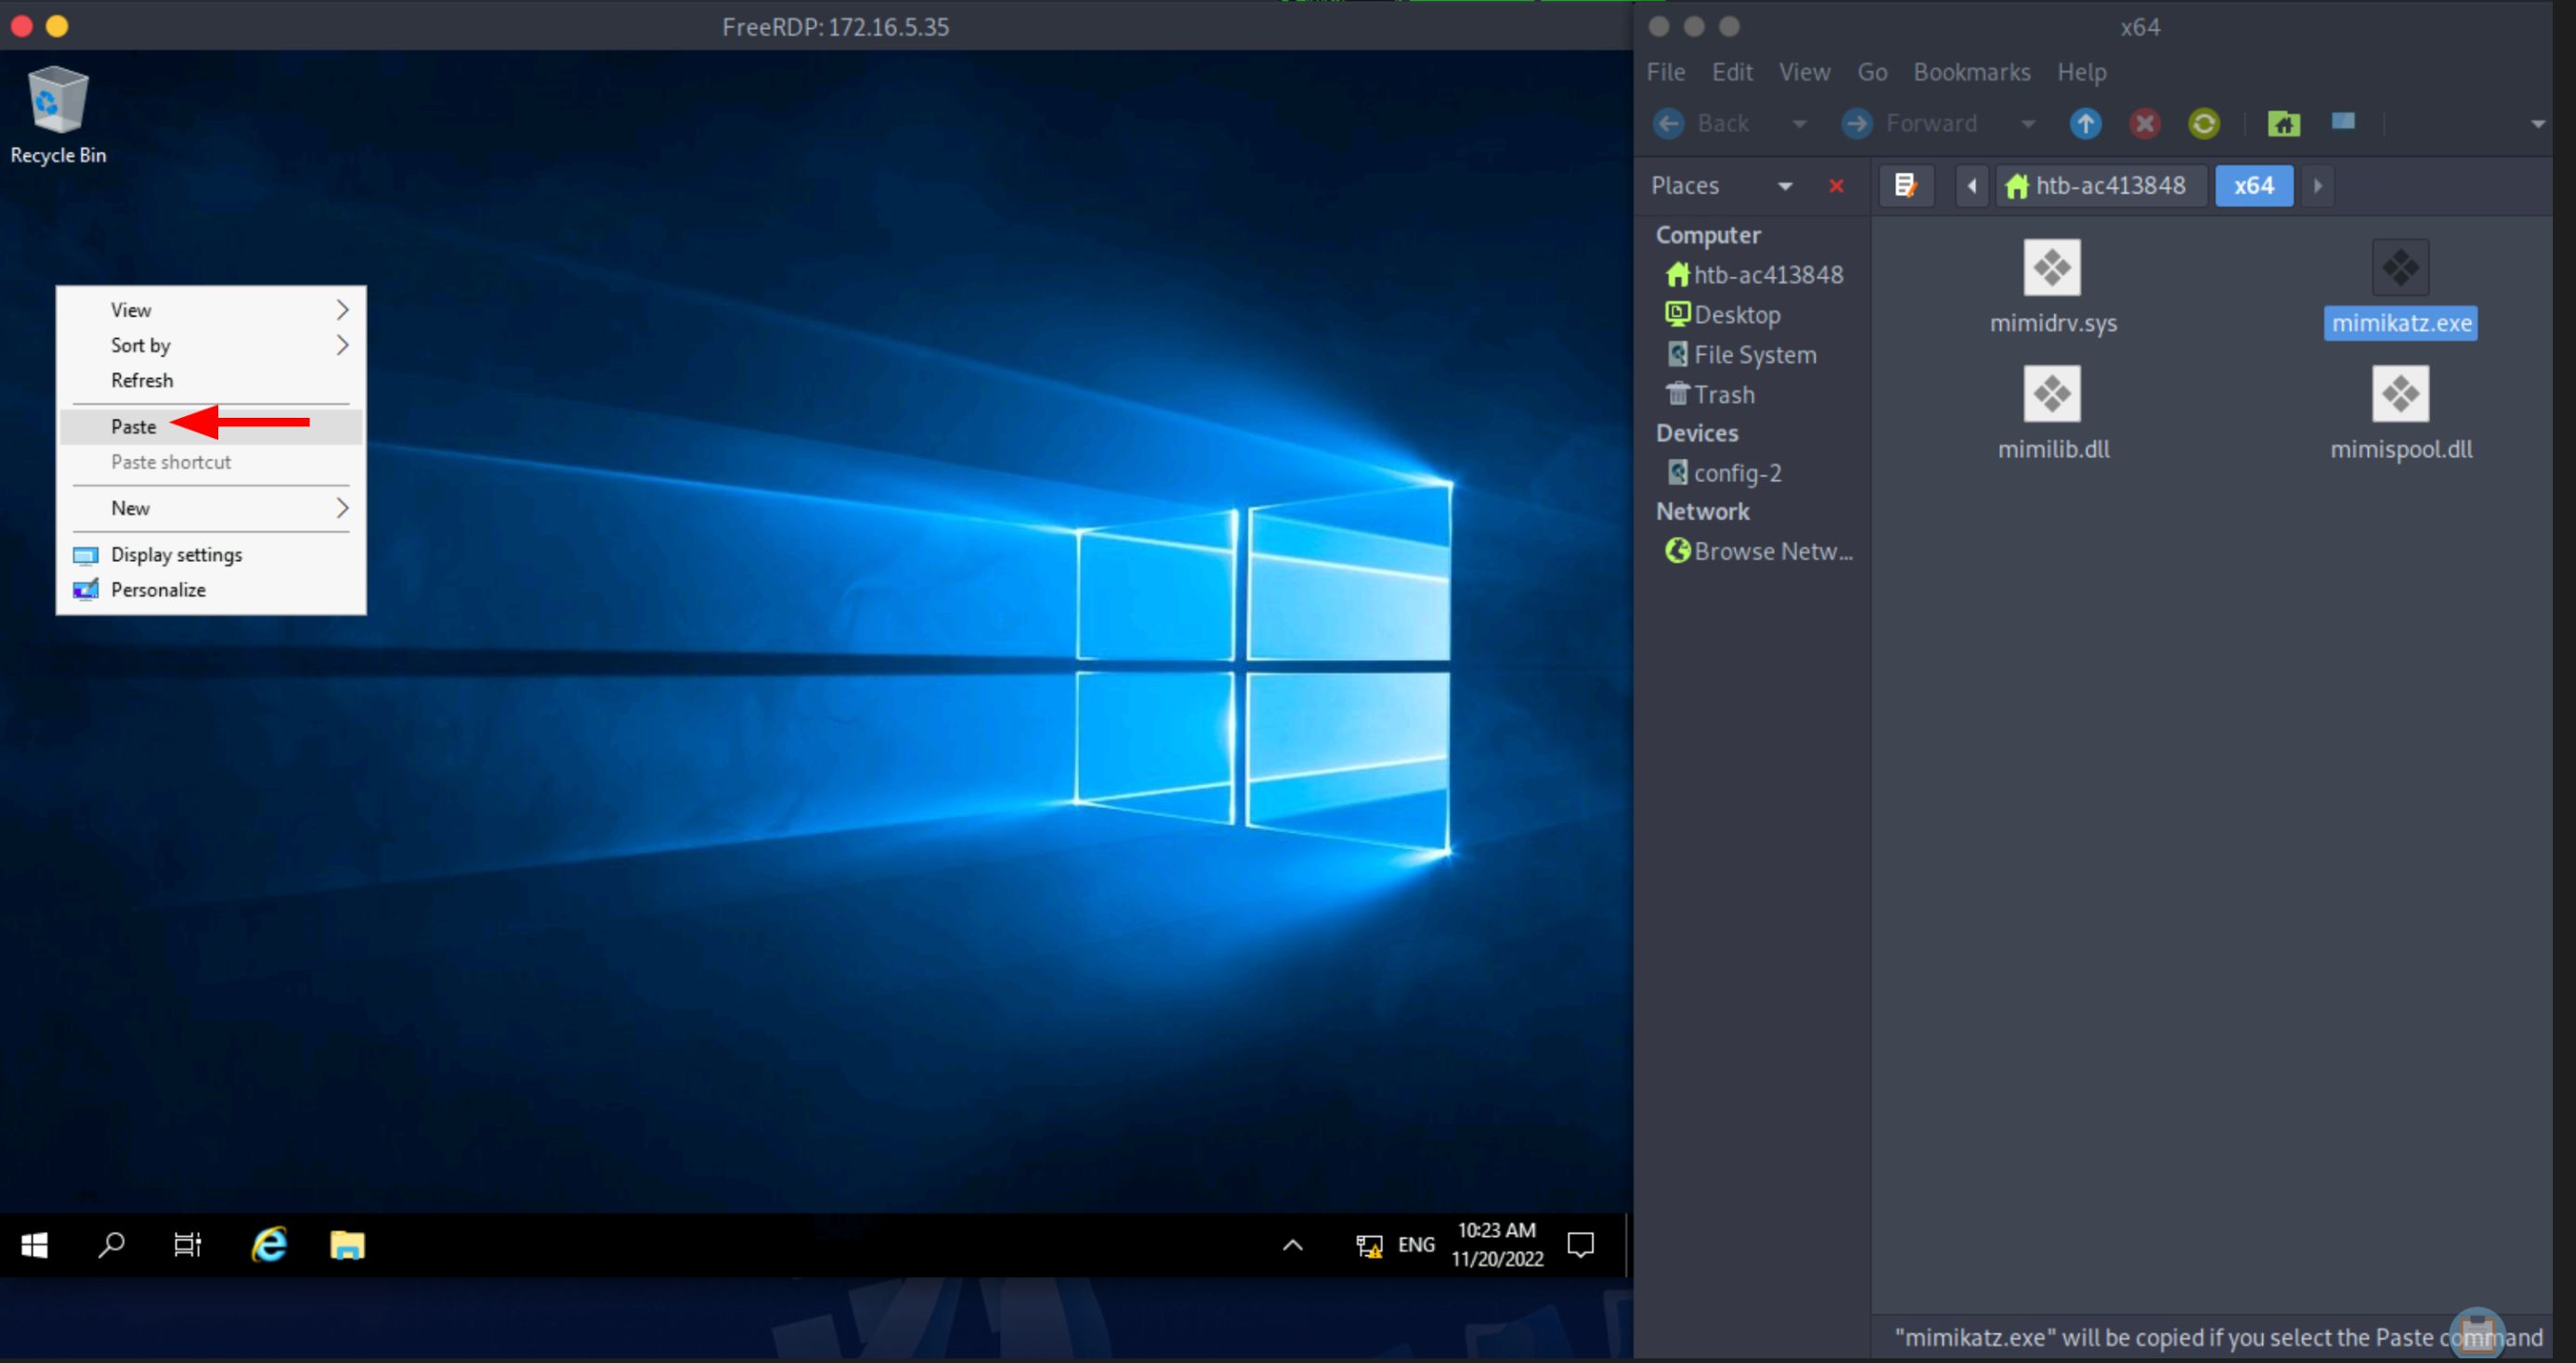 FreeRDP: 172.16.5.35
Recycle Bin
View
Sort by
Refresh
Paste
Paste shortcut
New
Display settings
Personalize
ENG
10:23 AM
11/20/2022
x64
File Edit View Go Bookmarks Help
Back Forward
Places
htb-ac413848 x64
Computer
htb-ac413848
Desktop
File System
Trash
Devices
config-2
Network
Browse Netw...
mimidrv.sys mimikatz.exe
mimilib.dll mimispool.dll
"mimikatz.exe" will be copied if you select the Paste command